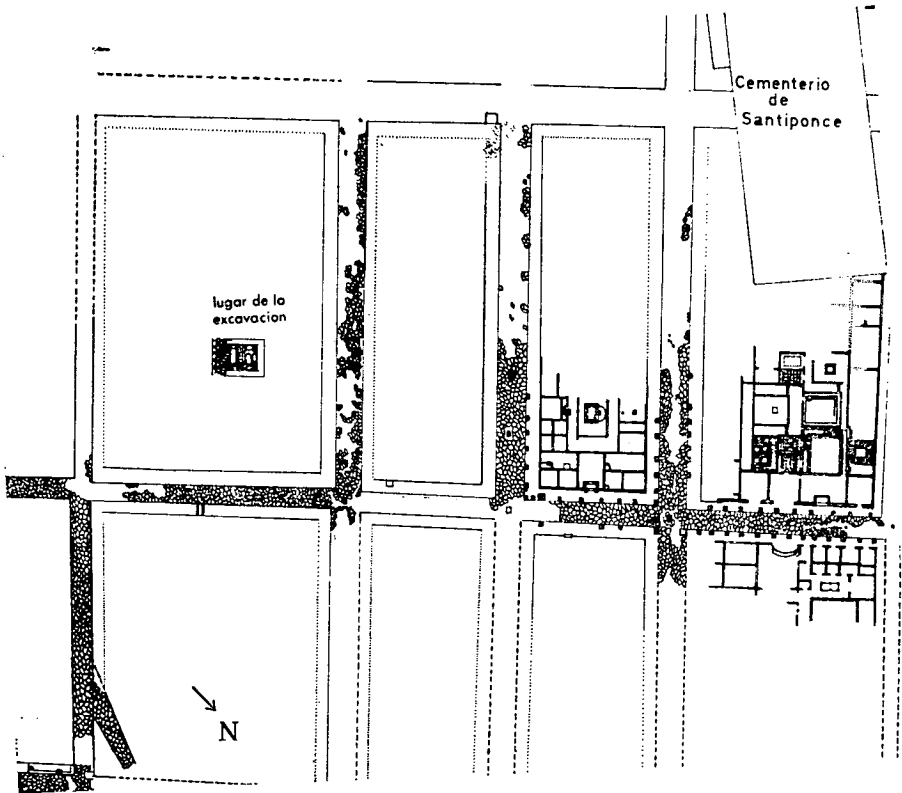 Cementerio
de
Santiponce
lugar de la
excavacion
N